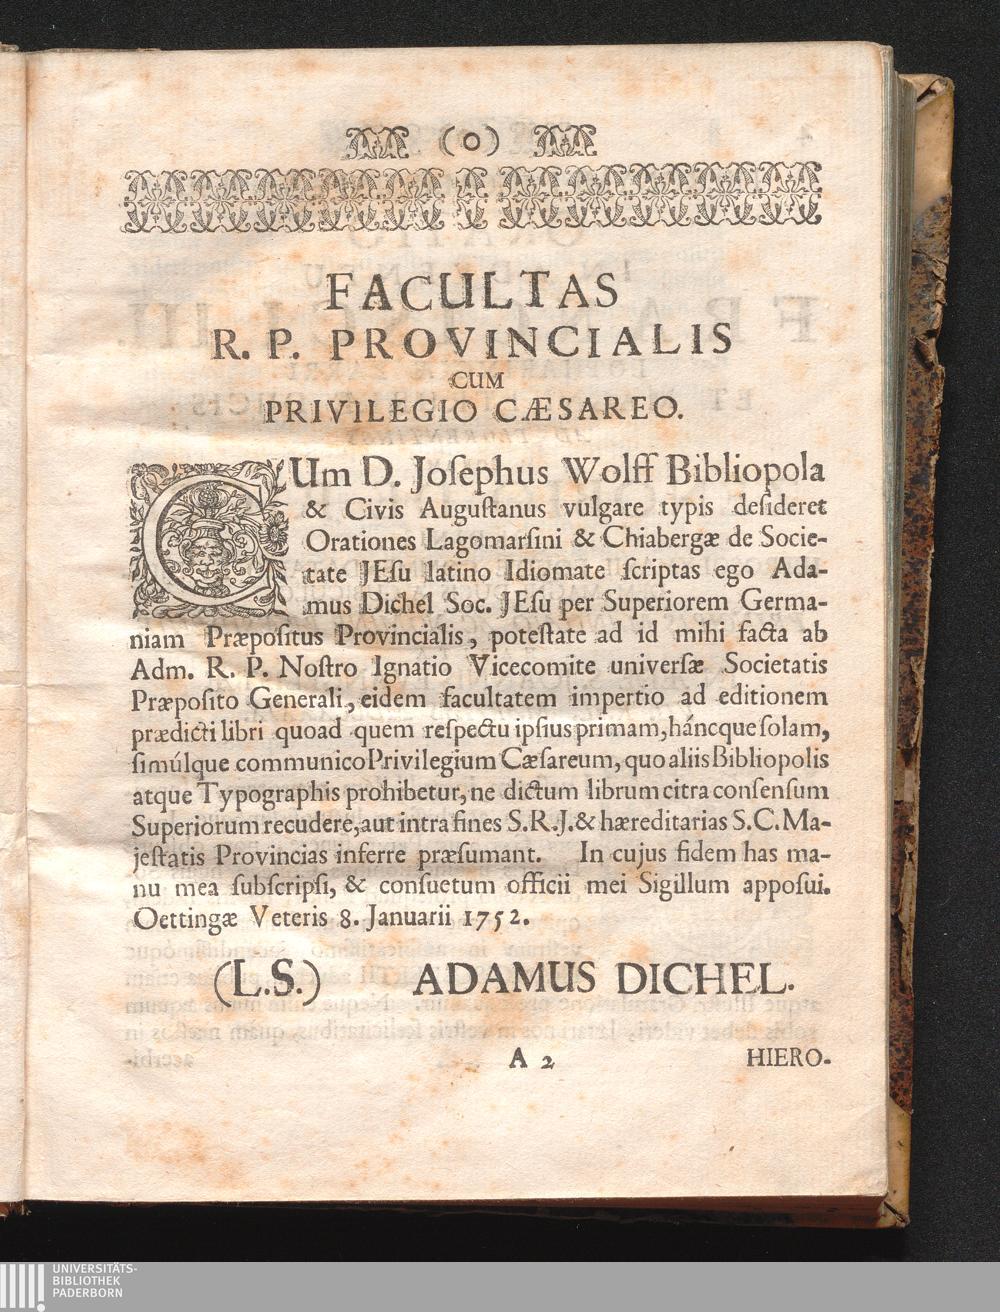 (o)
FACULTAS
R. P. PROVINCIALIS
CUM
PRIVILEGIO CÆSAREO.
CUm D. Joſephus Wolff Bibliopola
& Civis Auguſtanus vulgare typis deſideret
Orationes Lagomarſini & Chiabergæ de Socie-
tate JEſu latino Idiomate ſcriptas ego Ada-
mus Dichel Soc. JEſu per Superiorem Germa-
niam Præpoſitus Provincialis, poteſtate ad id mihi facta ab
Adm. R. P. Noſtro Ignatio Vicecomite univerſæ Societatis
Præpoſito Generali, eidem facultatem impertio ad editionem
prædicti libri quoad quem reſpectu ipſius primam, háncque ſolam,
ſimúlque communico Privilegium Cæſareum, quo aliis Bibliopolis
atque Typographis prohibetur, ne dictum librum citra conſenſum
Superiorum recudere, aut intra fines S.R.J. & hæreditarias S.C. Ma-
jeſtatis Provincias inferre præſumant. In cujus fidem has ma-
nu mea ſubſcripſi, & conſuetum officii mei Sigillum appoſui.
Oettingæ Veteris 8. Januarii 1752.
(L.S.) ADAMUS DICHEL.
A 2 HIERO-
UNIVERSITÄTS-
BIBLIOTHEK
PADERBORN